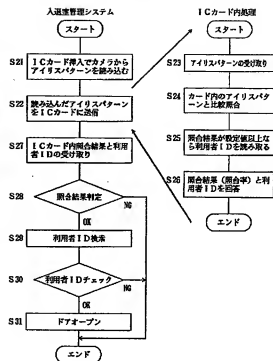 入退室管理システム
スタート
S21
ICカード挿入でカメラから
アイリスパターンを読み込む
S22
読み込んだアイリスパターン
をICカードに送信
S27
ICカード内照合結果と利用
者IDの受け取り
S28
照合結果判定
NG
OK
S29
利用者ID検索
S30
利用者IDチェック
NG
OK
S31
ドアオープン
エンド
ICカード内処理
スタート
S23
アイリスパターンの受け取り
S24
カード内のアイリスパター
ンと比較照合
S25
照合結果が設定値以上な
ら利用者IDを読み取る
S26
照合結果(照合率)と利用
者IDを回答
エンド